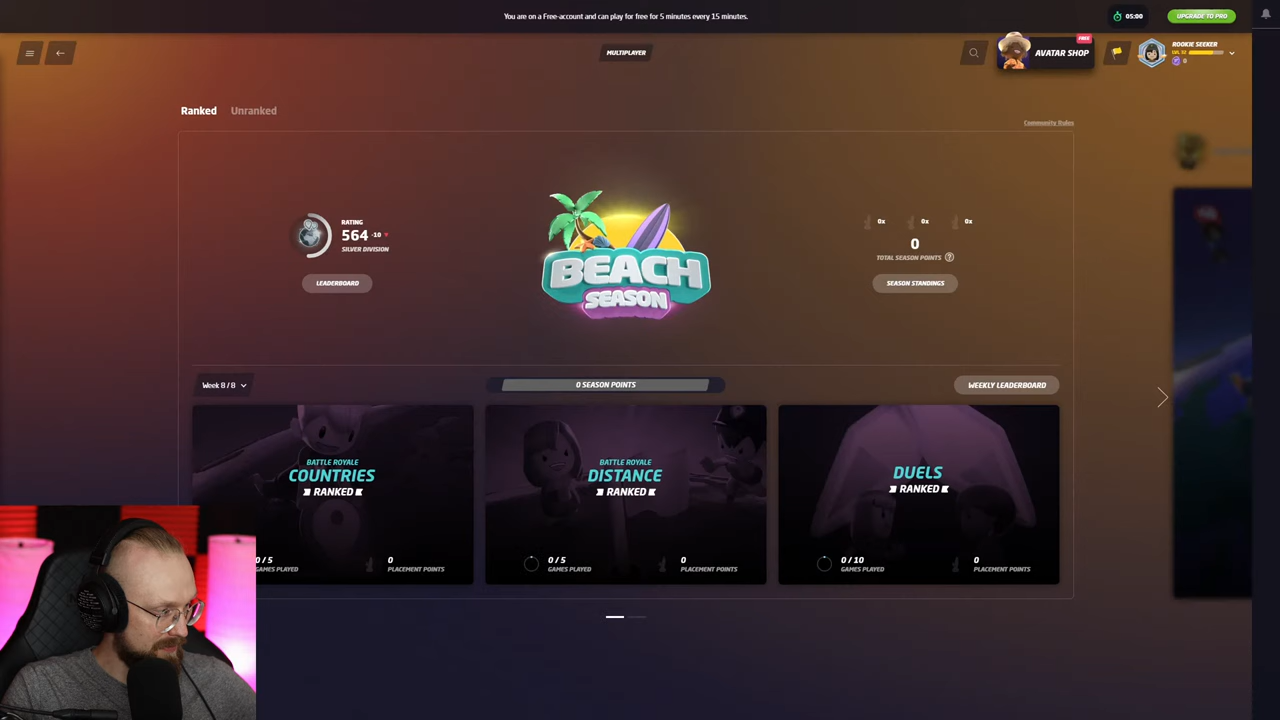 You are on a Free-account and can play for free for 5 minutes every 15 minutes.
05:00
UPGRADE TO PRO
MULTIPLAYER
FREE
AVATAR SHOP
ROOKIE SEEKER
0
Ranked
Unranked
Community Rules
RATING
564 -10
SILVER DIVISION
LEADERBOARD
BEACH
SEASON
0x
0x
0x
0
TOTAL SEASON POINTS ?
SEASON STANDINGS
Week 8 / 8
0 SEASON POINTS
WEEKLY LEADERBOARD
BATTLE ROYALE
COUNTRIES
RANKED
0 / 5
GAMES PLAYED
0
PLACEMENT POINTS
BATTLE ROYALE
DISTANCE
RANKED
0 / 5
GAMES PLAYED
0
PLACEMENT POINTS
DUELS
RANKED
0 / 10
GAMES PLAYED
0
PLACEMENT POINTS